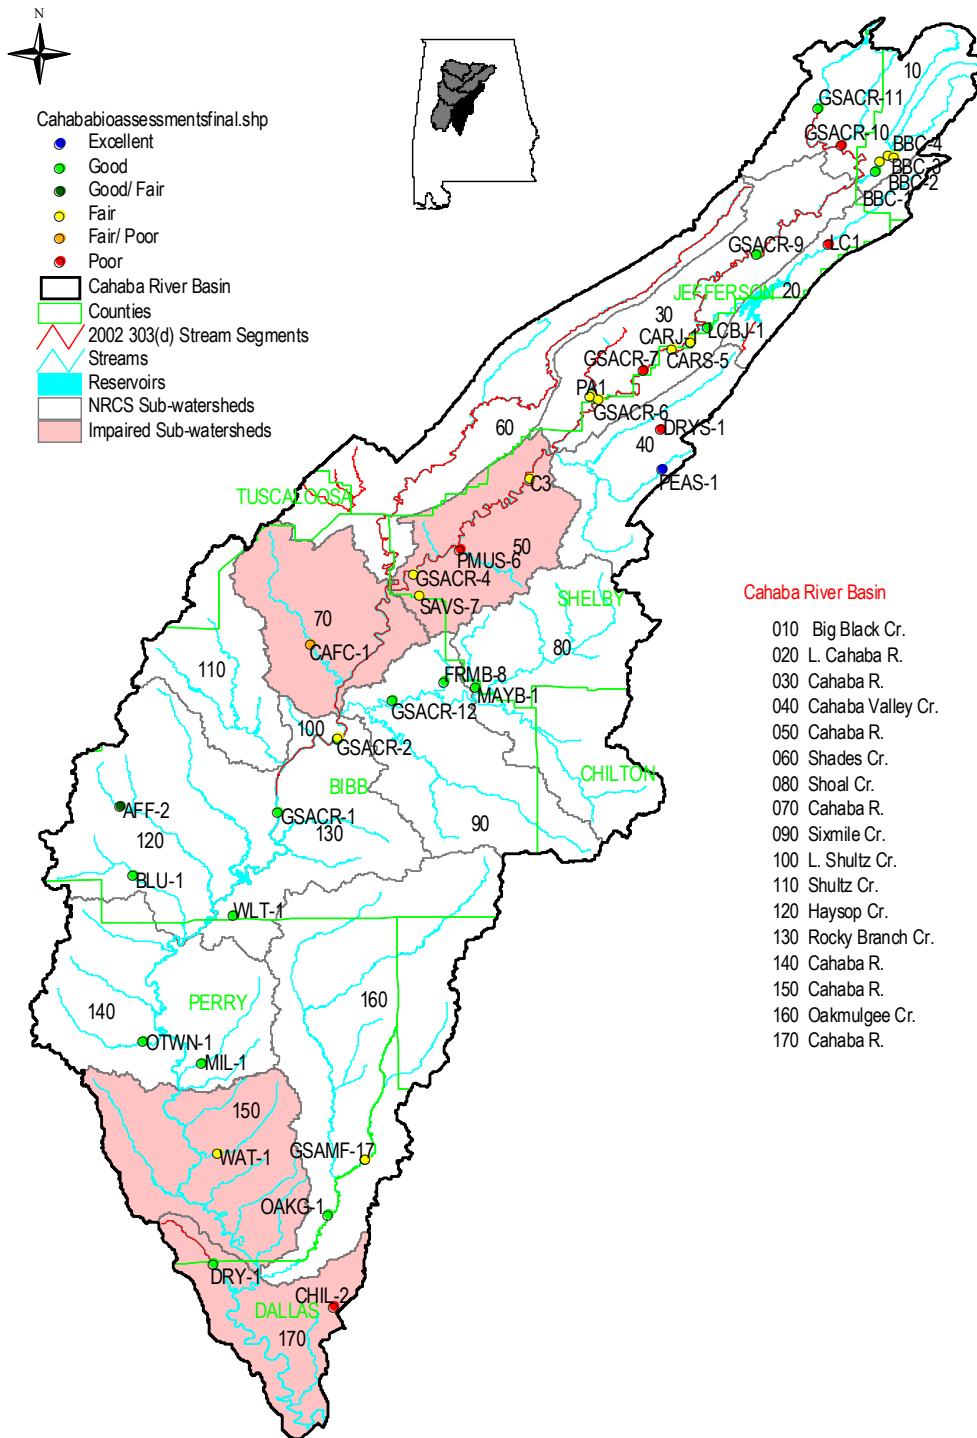 N
Cahababioassessmentsfinal.shp
Excellent
Good
Good/ Fair
Fair
Fair/ Poor
Poor
Cahaba River Basin
Counties
2002 303(d) Stream Segments
Streams
Reservoirs
NRCS Sub-watersheds
Impaired Sub-watersheds
10
GSACR-11
GSACR-10
BBC-4
BBC-3
BBC-2
BBC-1
GSACR-9
LC1
JEFFERSON
20
30
LCBJ-1
CARJ-1
CARS-5
GSACR-7
PA1
GSACR-6
60
DRYS-1
40
PEAS-1
C3
TUSCALOOSA
50
PMUS-6
GSACR-4
SAVS-7
SHELBY
70
CAFC-1
80
110
FRMB-8
MAYB-1
GSACR-12
100
GSACR-2
CHILTON
BIBB
AFF-2
GSACR-1
130
90
120
BLU-1
WLT-1
160
PERRY
140
OTWN-1
MIL-1
150
WAT-1
GSAMF-17
OAKG-1
DRY-1
CHIL-2
DALLAS
170
Cahaba River Basin
010 Big Black Cr.
020 L. Cahaba R.
030 Cahaba R.
040 Cahaba Valley Cr.
050 Cahaba R.
060 Shades Cr.
080 Shoal Cr.
070 Cahaba R.
090 Sixmile Cr.
100 L. Shultz Cr.
110 Shultz Cr.
120 Haysop Cr.
130 Rocky Branch Cr.
140 Cahaba R.
150 Cahaba R.
160 Oakmulgee Cr.
170 Cahaba R.